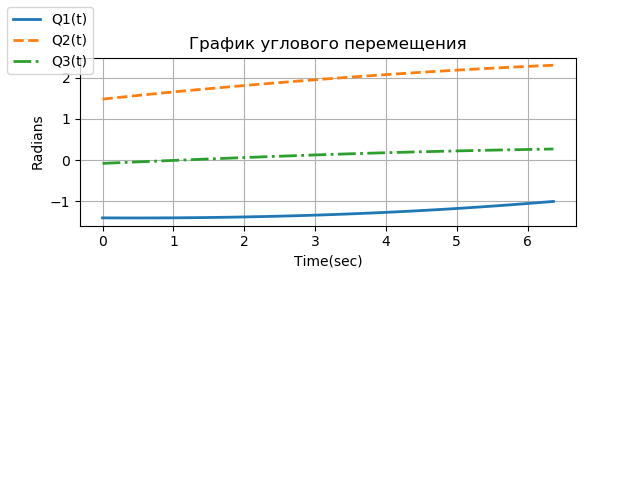 Q1(t)
Q2(t)
Q3(t)
График углового перемещения
Radians
2
1
0
−1
0 1 2 3 4 5 6
Time(sec)